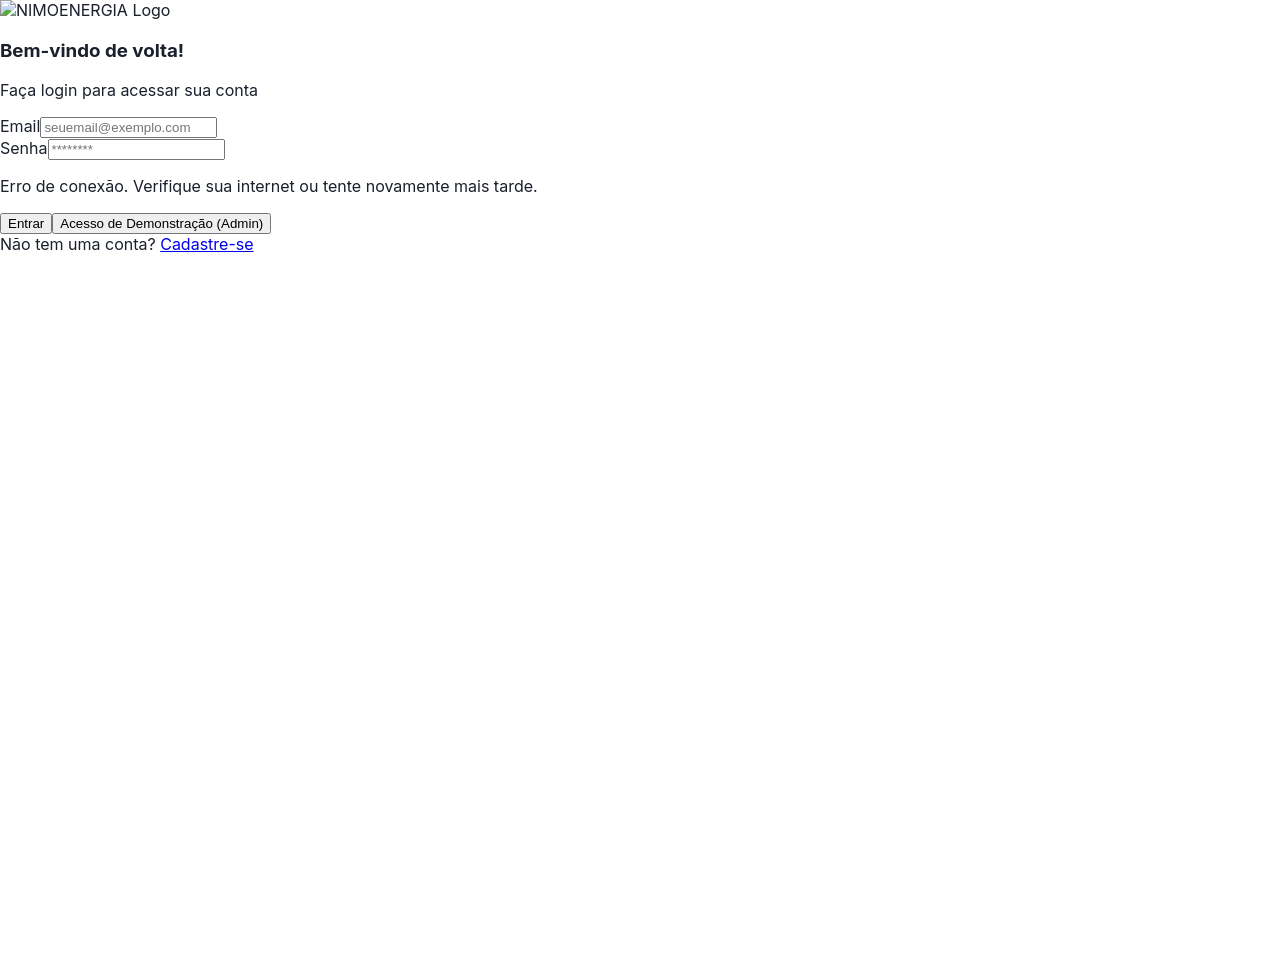 NIMOENERGIA Logo
Bem-vindo de volta!
Faça login para acessar sua conta
Email seuemail@exemplo.com
Senha ********
Erro de conexão. Verifique sua internet ou tente novamente mais tarde.
Entrar Acesso de Demonstração (Admin)
Não tem uma conta? Cadastre-se